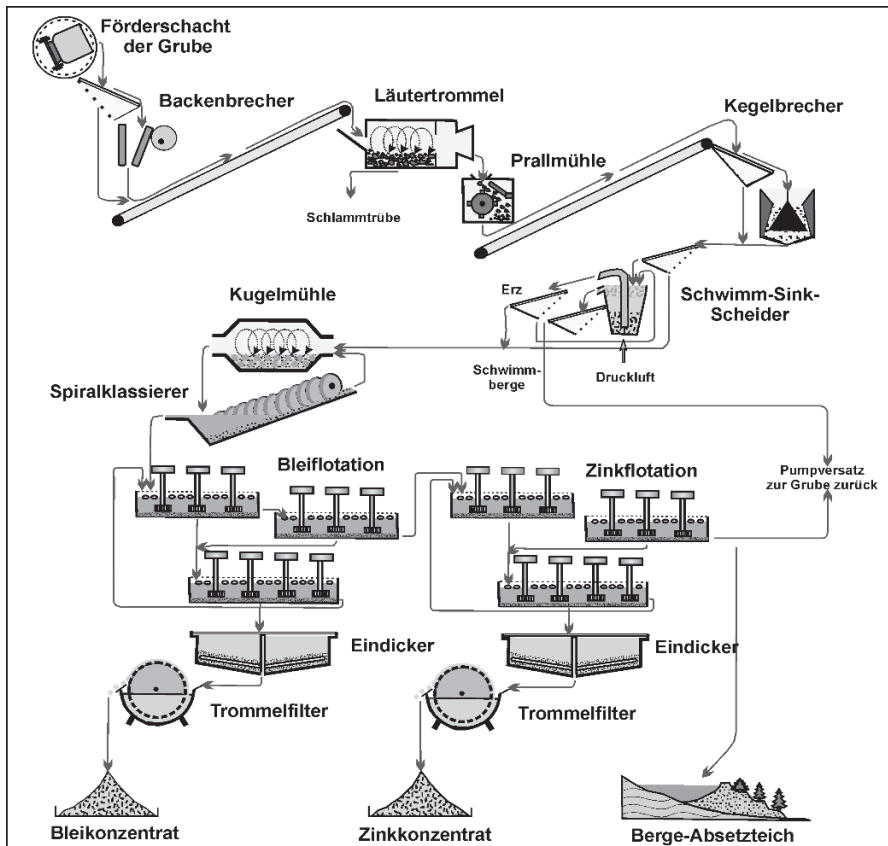 Förderschacht
der Grube
Backenbrecher
Läutertrommel
Kegelbrecher
Prallmühle
Schlammtrübe
Kugelmühle
Erz
Schwimm-Sink-
Scheider
Schwimm-
berge
Druckluft
Spiralklassierer
Bleiflotation
Zinkflotation
Pumpversatz
zur Grube zurück
Eindicker
Eindicker
Trommelfilter
Trommelfilter
Bleikonzentrat
Zinkkonzentrat
Berge-Absetzteich